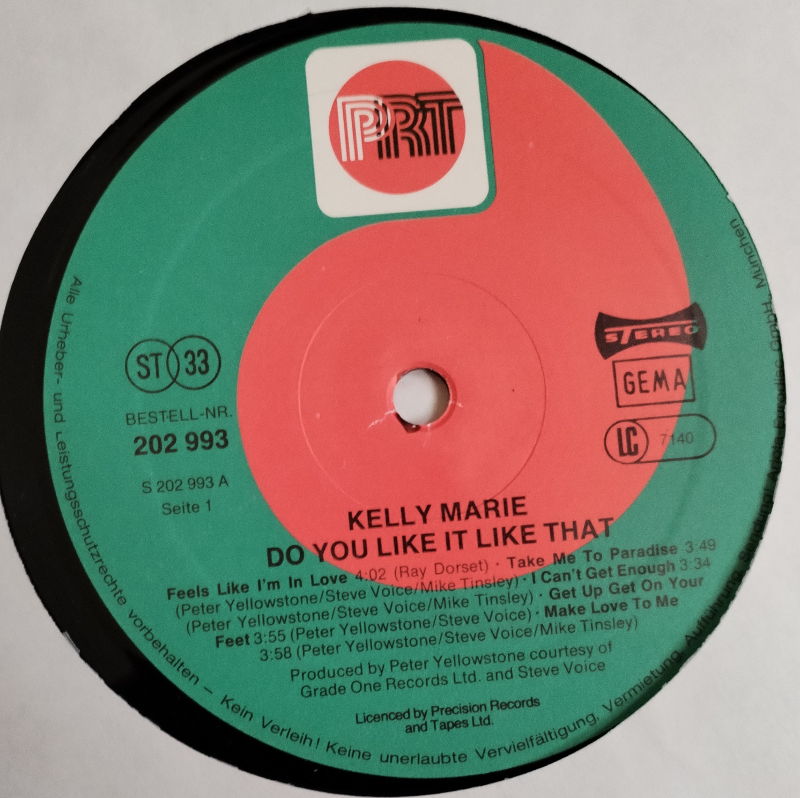 PRT
STEREO
GEMA
LC 7140
ST 33
BESTELL-NR.
202 993
S 202 993 A
Seite 1
KELLY MARIE
DO YOU LIKE IT LIKE THAT
Feels Like I'm In Love 4:02 (Ray Dorset) · Take Me To Paradise 3:49
(Peter Yellowstone/Steve Voice/Mike Tinsley) · I Can't Get Enough 3:34
(Peter Yellowstone/Steve Voice/Mike Tinsley) · Get Up Get On Your
Feet 3:55 (Peter Yellowstone/Steve Voice) · Make Love To Me
3:58 (Peter Yellowstone/Steve Voice/Mike Tinsley)
Produced by Peter Yellowstone courtesy of
Grade One Records Ltd. and Steve Voice
Licenced by Precision Records
and Tapes Ltd.
Alle Urheber- und Leistungsschutzrechte vorbehalten – Kein Verleih! Keine unerlaubte Vervielfältigung, Vermietung, Aufführung, GmbH, München